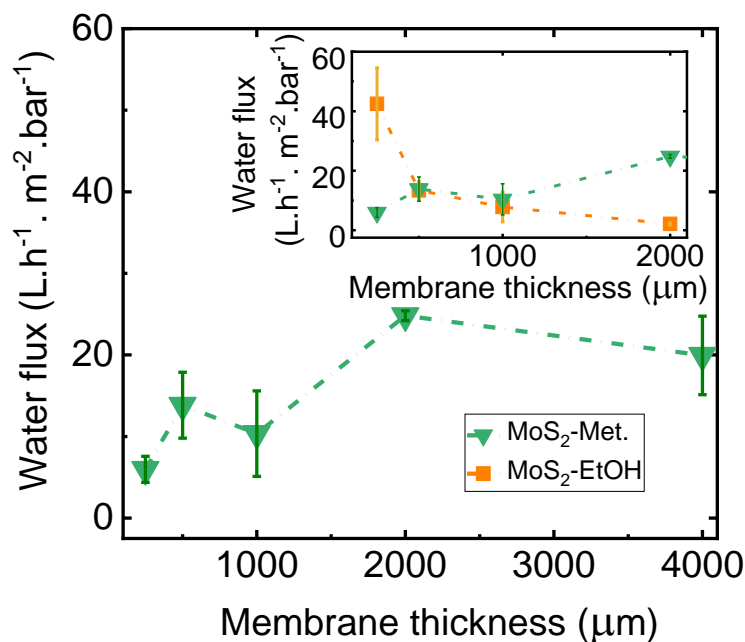 60
40
20
0
Water flux (L.h⁻¹. m⁻².bar⁻¹)
60
40
20
0
Water flux
(L.h⁻¹. m⁻².bar⁻¹)
1000 2000
Membrane thickness (μm)
MoS₂-Met.
MoS₂-EtOH
1000 2000 3000 4000
Membrane thickness (μm)